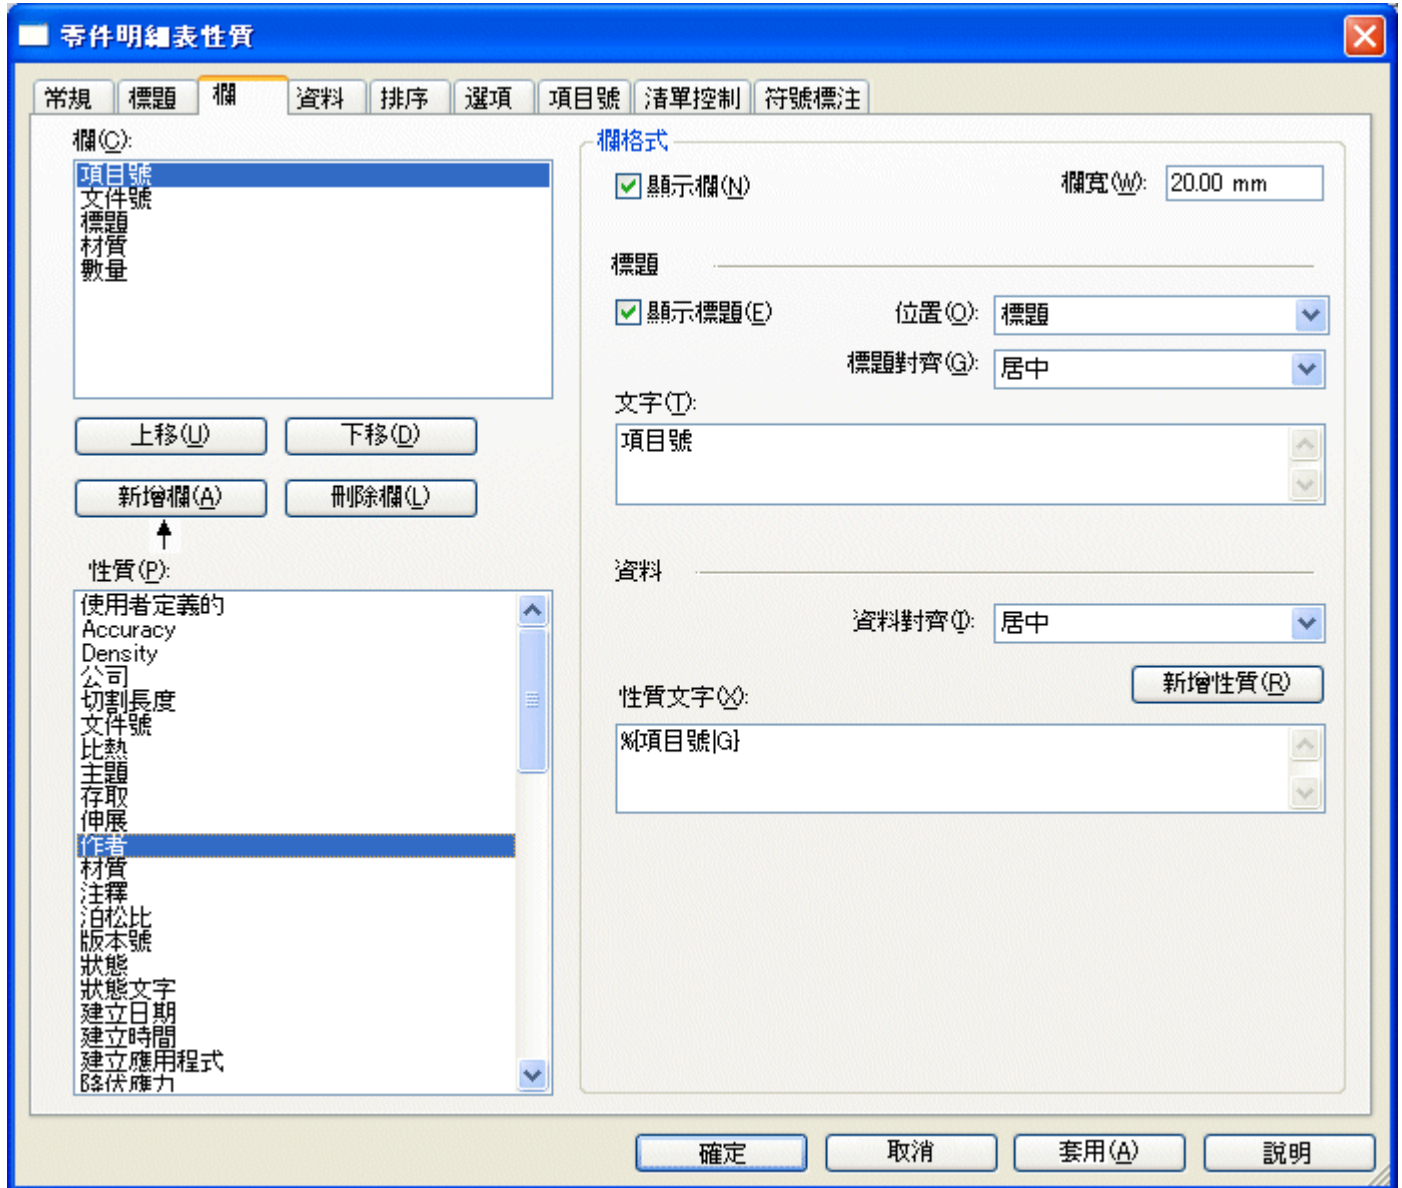 零件明細表性質
常規 標題 欄 資料 排序 選項 項目號 清單控制 符號標注
欄(C):
項目號
文件號
標題
材質
數量
上移(U) 下移(D)
新增欄(A) 刪除欄(L)
性質(P):
使用者定義的
Accuracy
Density
公司
切割長度
文件號
比熱
主題
存取
伸展
作者
材質
注釋
泊松比
版本號
狀態
狀態文字
建立日期
建立時間
建立應用程式
降伏應力
欄格式
顯示欄(N) 欄寬(W): 20.00 mm
標題
顯示標題(E) 位置(O): 標題
標題對齊(G): 居中
文字(T):
項目號
資料
資料對齊(I): 居中
新增性質(R)
性質文字(X):
%{項目號|G}
確定 取消 套用(A) 說明